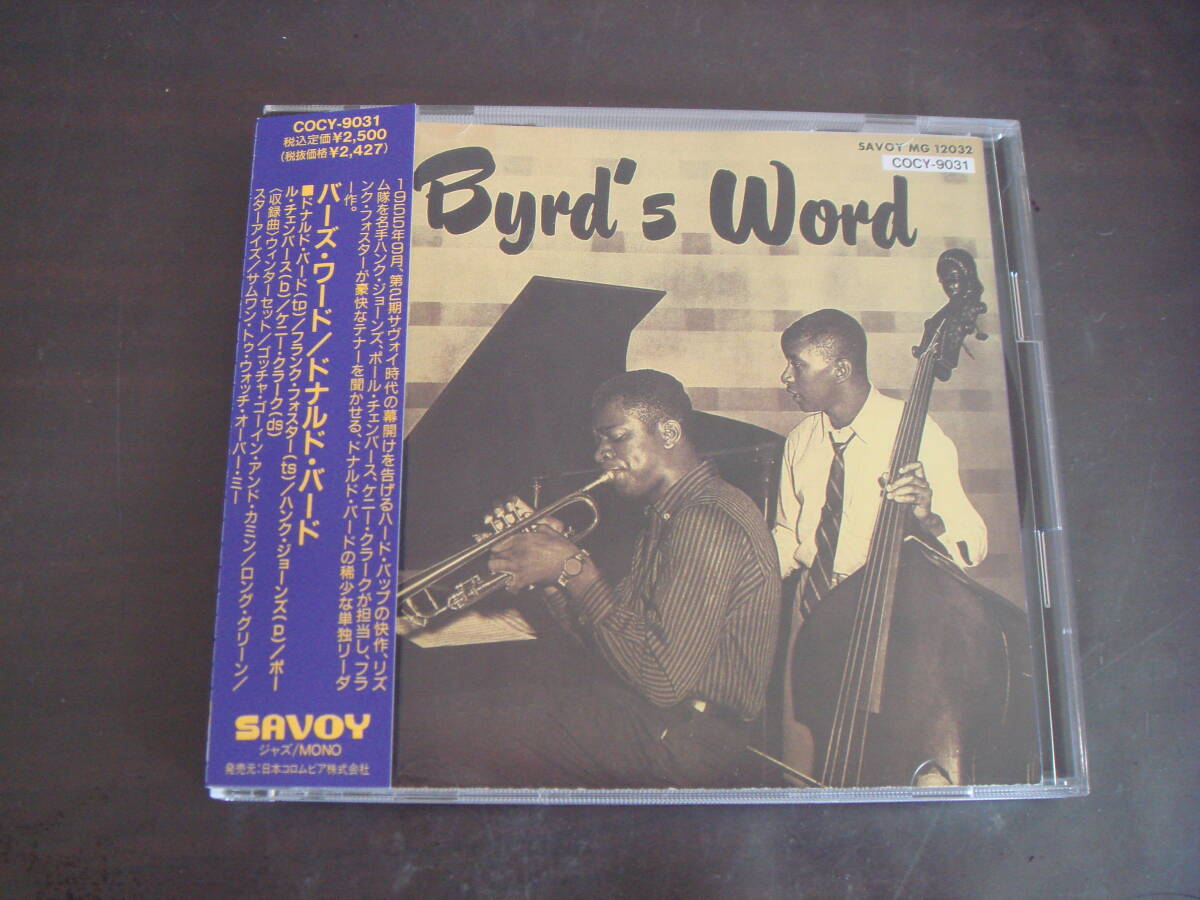 COCY-9031
税込定価¥2,500
(税抜価格¥2,427)
バーズ・ワード/ドナルド・バード
■ドナルド・バード(tp)/フランク・フォスター(ts)/ハンク・ジョーンズ(p)/ポー
ル・チェンバース(b)/ケニー・クラーク(ds)
〈収録曲〉ウィンターセット/ゴッチャ・ゴーイン・アンド・カミン/ロング・グリーン/
スターアイズ/サムワン・トゥ・ウォッチ・オーバー・ミー
1955年9月、第2期サヴォイ時代の幕開けを告げるハード・バップの快作、リズ
ム隊を名手ハンク・ジョーンズ、ポール・チェンバース、ケニー・クラークが担当し、フラ
ンク・フォスターが豪快なテナーを聞かせる、ドナルド・バードの稀少な単独リーダ
ー作。
SAVOY
ジャズ/MONO
発売元:日本コロムビア株式会社
SAVOY MG 12032
COCY-9031
Byrd's Word